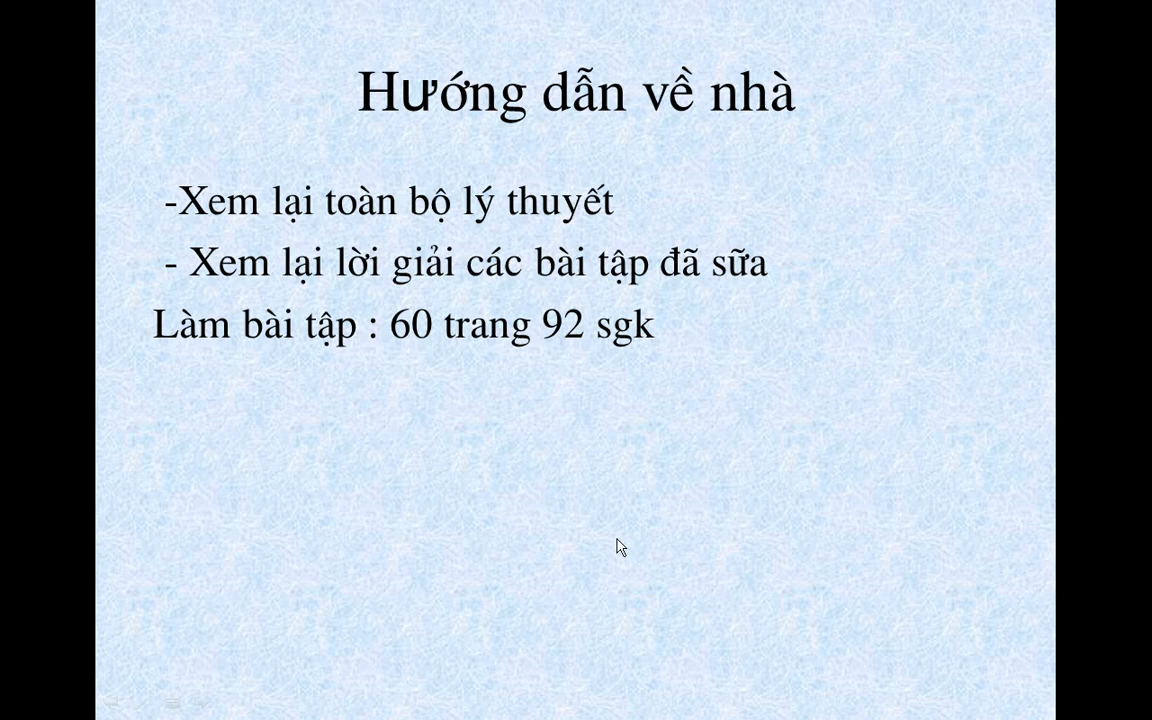 Hướng dẫn về nhà
-Xem lại toàn bộ lý thuyết
- Xem lại lời giải các bài tập đã sữa
Làm bài tập : 60 trang 92 sgk